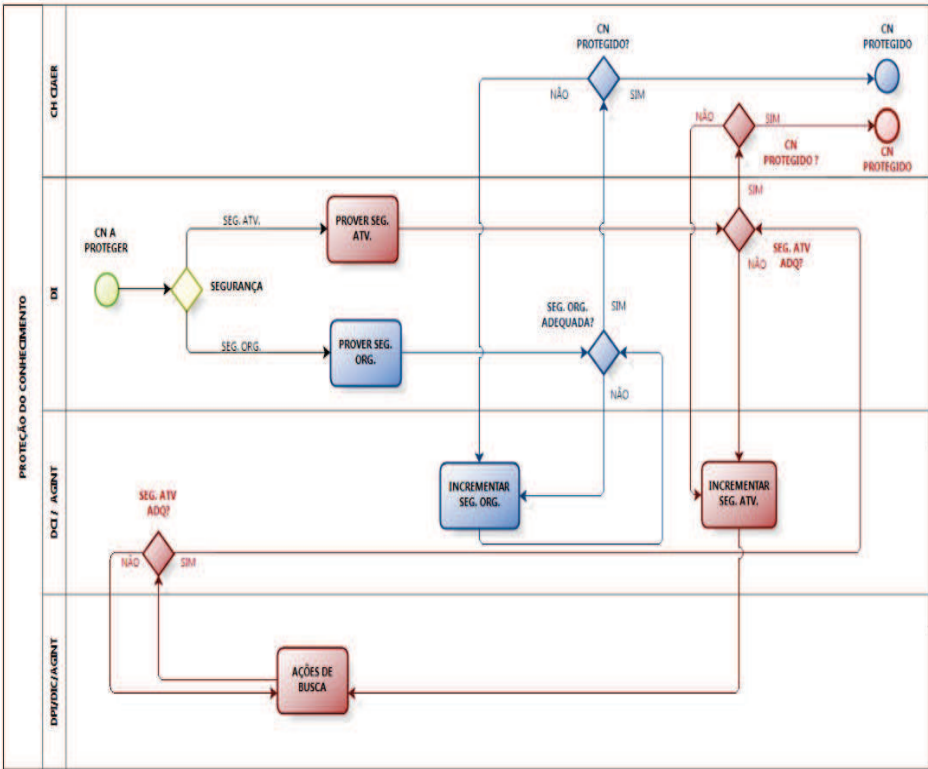 PROTEÇÃO DO CONHECIMENTO
CH CIAER
CN
PROTEGIDO?
NÃO
SIM
CN
PROTEGIDO
NÃO
SIM
CN
PROTEGIDO ?
CN
PROTEGIDO
DI
CN A
PROTEGER
SEGURANÇA
SEG. ATV.
PROVER SEG.
ATV.
SIM
NÃO
SEG. ATV
ADQ?
SEG. ORG.
PROVER SEG.
ORG.
SEG. ORG.
ADEQUADA?
SIM
NÃO
DCI / AGINT
SEG. ATV
ADQ?
NÃO
SIM
INCREMENTAR
SEG. ORG.
INCREMENTAR
SEG. ATV.
DPI/DIC/AGINT
AÇÕES DE
BUSCA